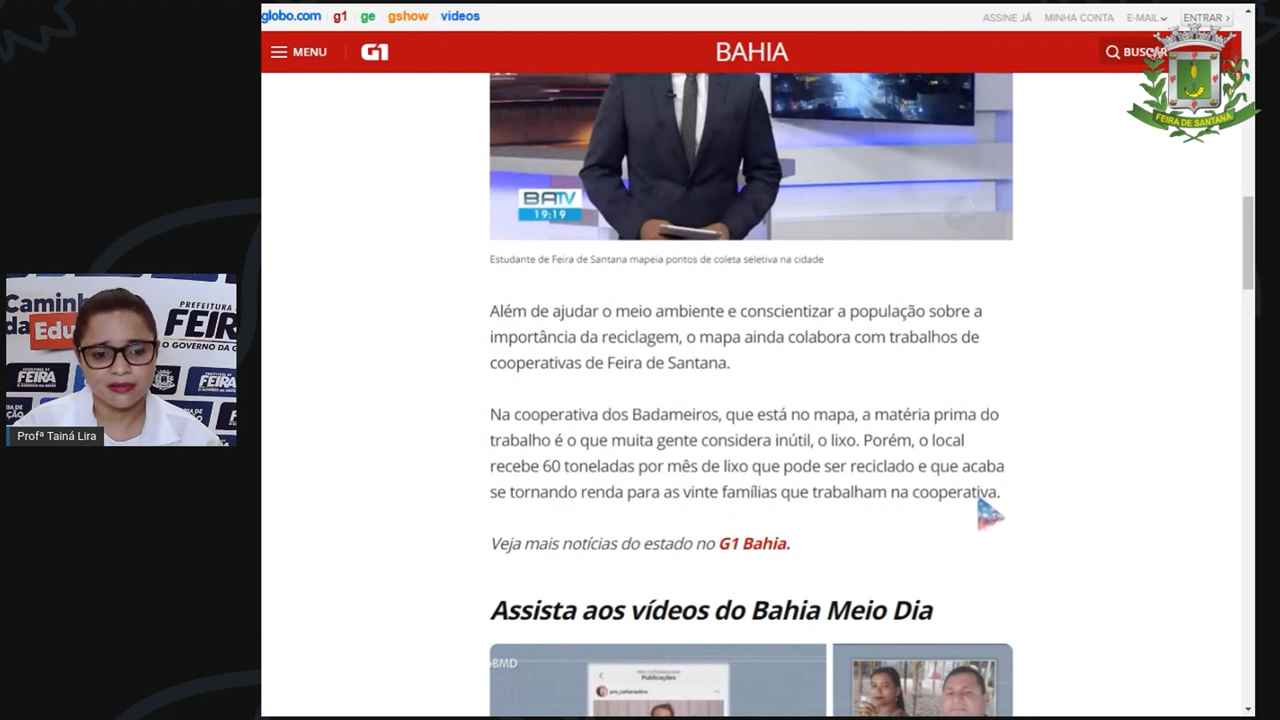 globo.com g1 ge gshow vídeos
ASSINE JÁ MINHA CONTA E-MAIL ENTRAR
MENU G1 BAHIA BUSCAR
FEIRA DE SANTANA
BATV
19:19
Estudante de Feira de Santana mapeia pontos de coleta seletiva na cidade
Além de ajudar o meio ambiente e conscientizar a população sobre a
importância da reciclagem, o mapa ainda colabora com trabalhos de
cooperativas de Feira de Santana.
Na cooperativa dos Badameiros, que está no mapa, a matéria prima do
trabalho é o que muita gente considera inútil, o lixo. Porém, o local
recebe 60 toneladas por mês de lixo que pode ser reciclado e que acaba
se tornando renda para as vinte famílias que trabalham na cooperativa.
Veja mais notícias do estado no G1 Bahia.
Assista aos vídeos do Bahia Meio Dia
BMD
Publicações
Caminh
da
Edu
PREFEITURA
FEIR
O GOVERNO DA
FEIRA
FEIRA
Profª Tainá Lira